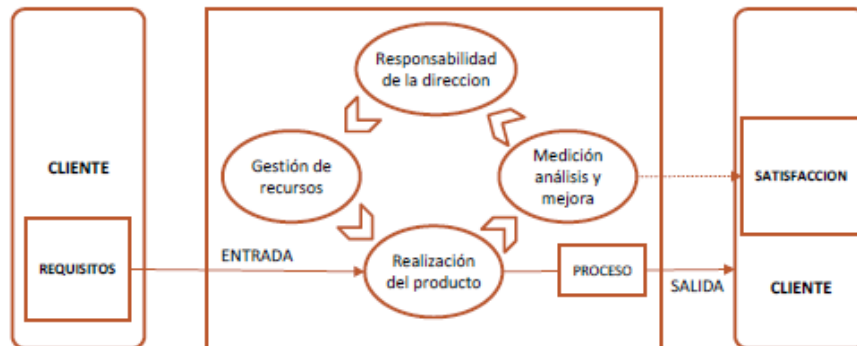 Responsabilidad
de la direccion
CLIENTE
Gestión de
recursos
Medición
análisis y
mejora
SATISFACCION
REQUISITOS
ENTRADA
Realización
del producto
PROCESO
SALIDA
CLIENTE